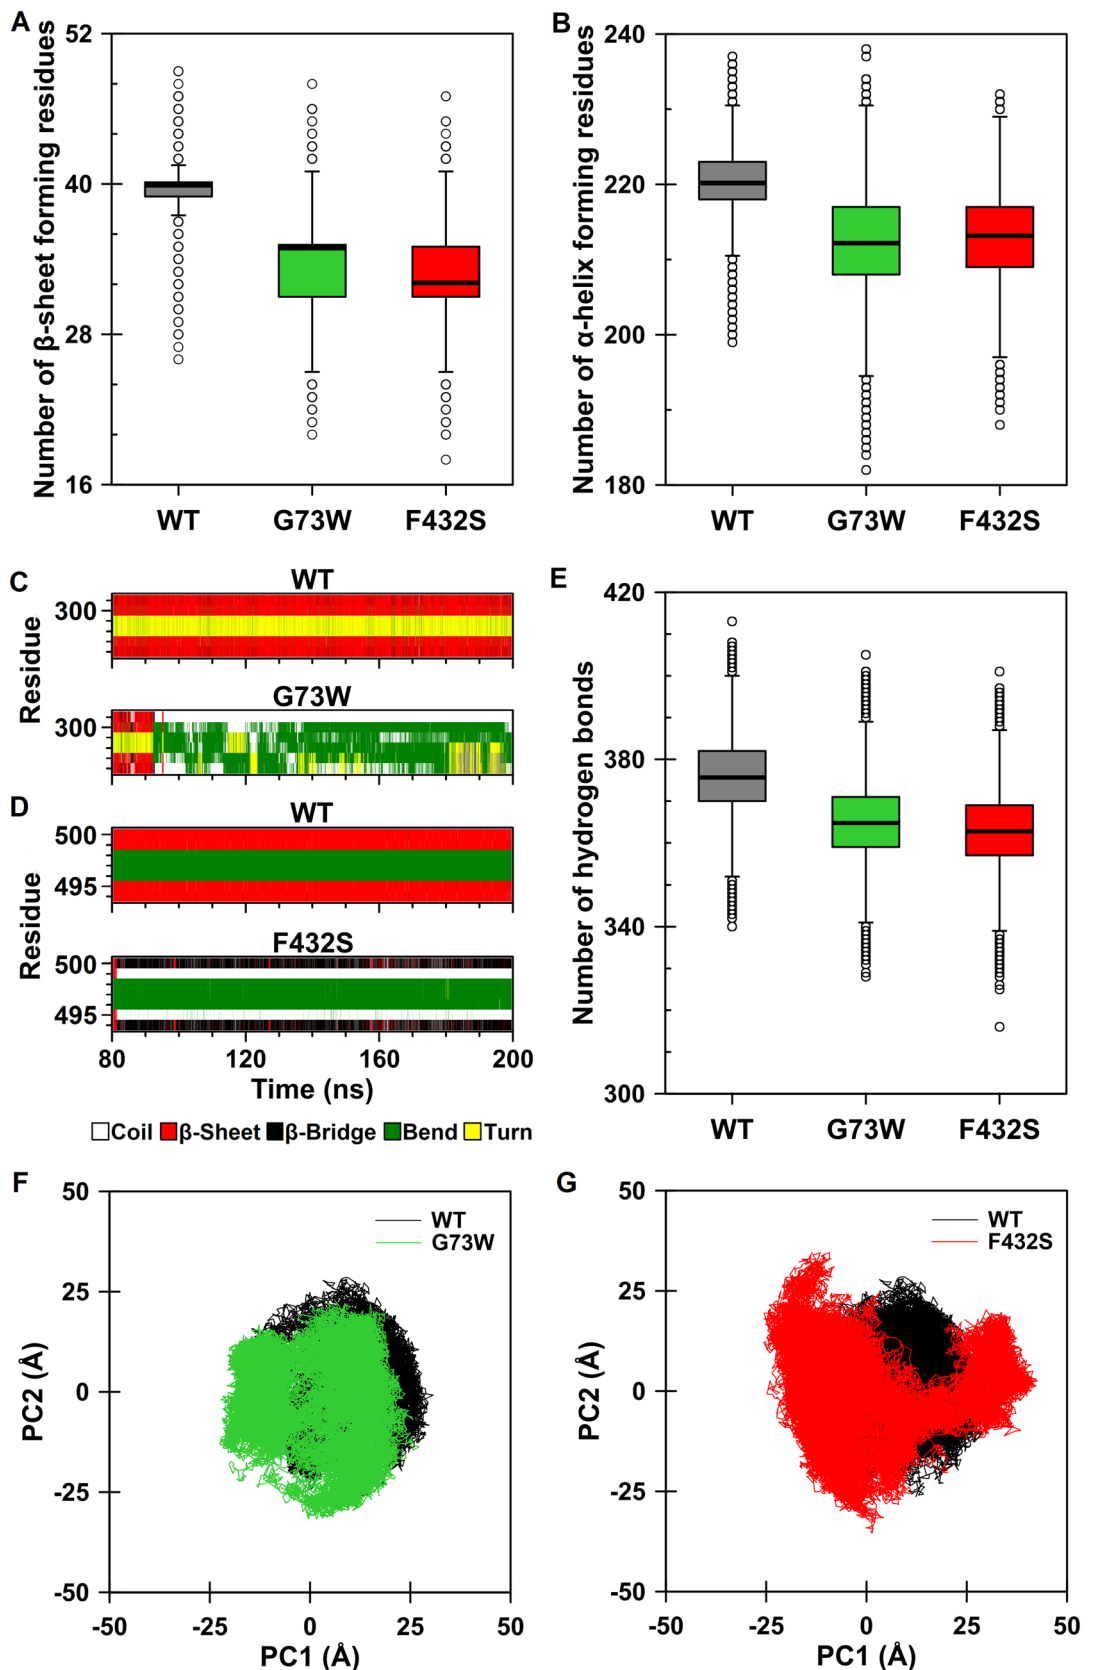 A
Number of β-sheet forming residues
52
40
28
16
WT G73W F432S
B
Number of α-helix forming residues
240
220
200
180
WT G73W F432S
C
Residue
WT
300
G73W
300
D
Residue
WT
500
495
F432S
500
495
80 120 160 200
Time (ns)
Coil β-Sheet β-Bridge Bend Turn
E
Number of hydrogen bonds
420
380
340
300
WT G73W F432S
F
PC2 (Å)
50
25
0
-25
-50
WT
G73W
-50 -25 0 25 50
PC1 (Å)
G
PC2 (Å)
50
25
0
-25
-50
WT
F432S
-50 -25 0 25 50
PC1 (Å)